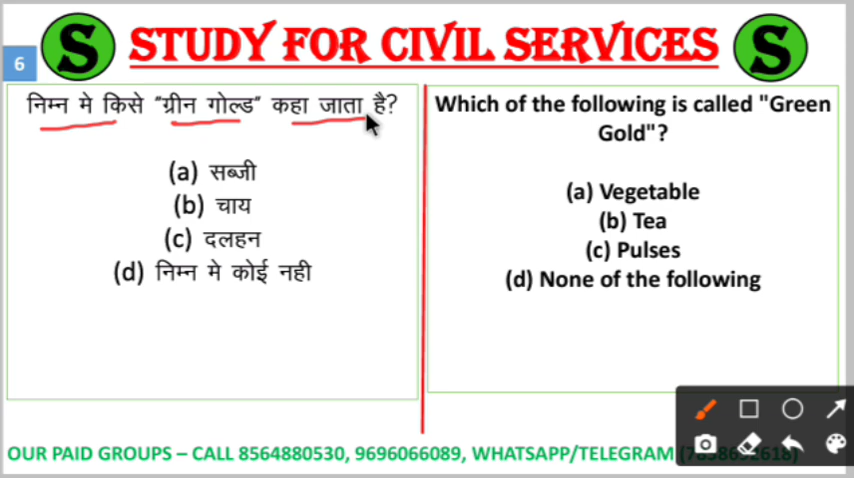 S STUDY FOR CIVIL SERVICES S
6
निम्न मे किसे "ग्रीन गोल्ड" कहा जाता है?
(a) सब्जी
(b) चाय
(c) दलहन
(d) निम्न मे कोई नही
Which of the following is called "Green
Gold"?
(a) Vegetable
(b) Tea
(c) Pulses
(d) None of the following
OUR PAID GROUPS – CALL 8564880530, 9696066089, WHATSAPP/TELEGRAM